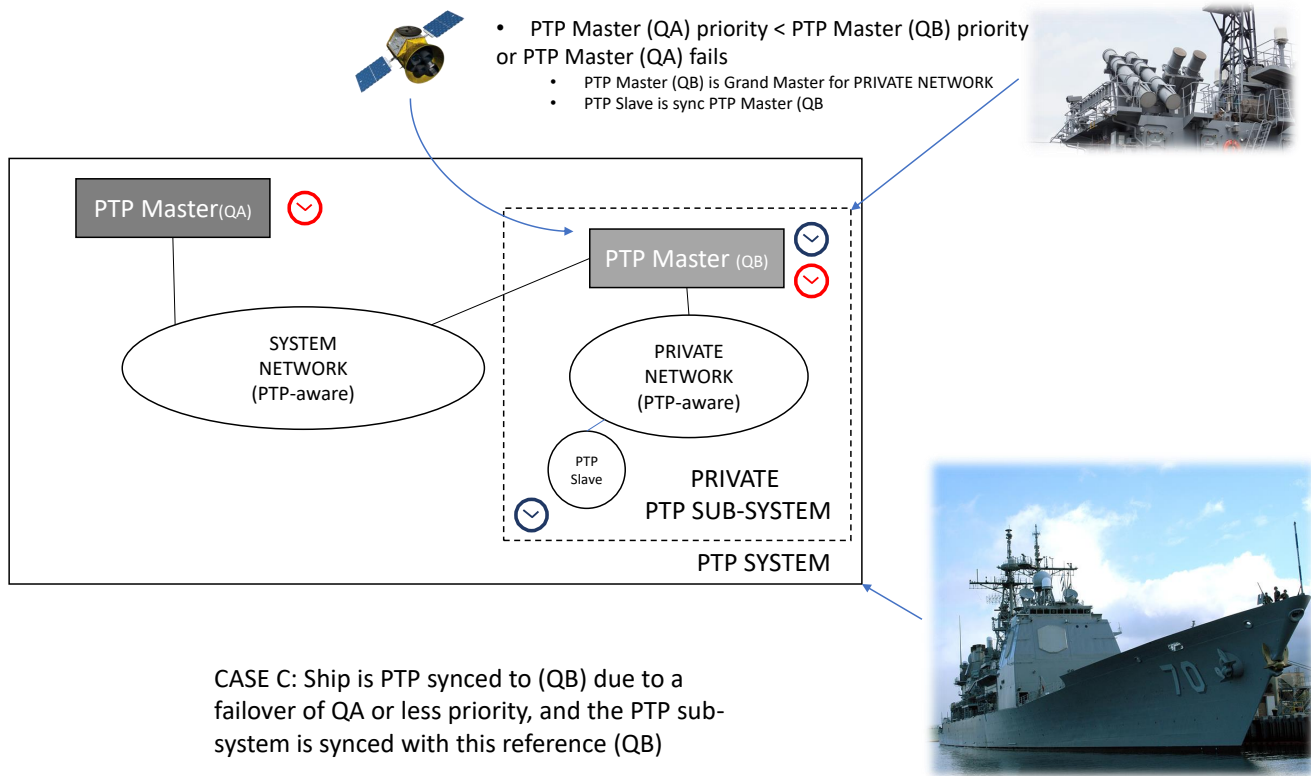 • PTP Master (QA) priority < PTP Master (QB) priority
or PTP Master (QA) fails
• PTP Master (QB) is Grand Master for PRIVATE NETWORK
• PTP Slave is sync PTP Master (QB
PTP Master(QA)
PTP Master (QB)
SYSTEM
NETWORK
(PTP-aware)
PRIVATE
NETWORK
(PTP-aware)
PTP
Slave
PRIVATE
PTP SUB-SYSTEM
PTP SYSTEM
70
CASE C: Ship is PTP synced to (QB) due to a
failover of QA or less priority, and the PTP sub-
system is synced with this reference (QB)